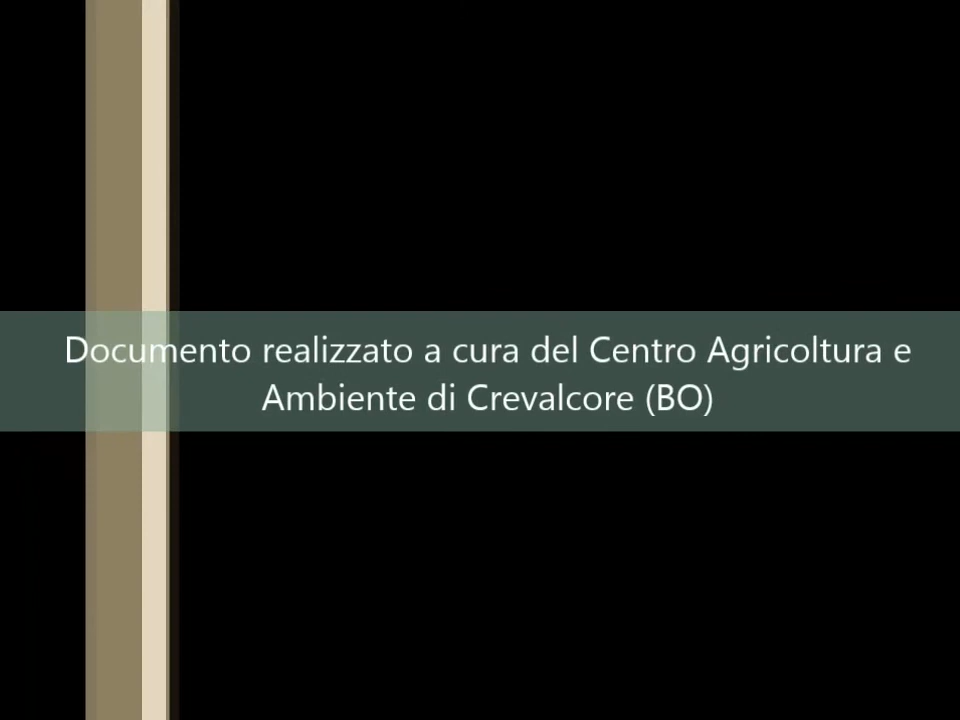 Documento realizzato a cura del Centro Agricoltura e
Ambiente di Crevalcore (BO)